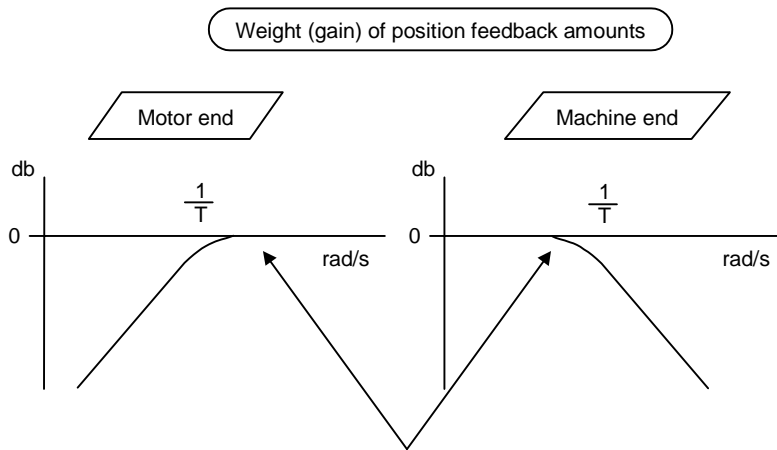 Weight (gain) of position feedback amounts
Motor end
Machine end
db
1
T
0
rad/s
db
1
T
0
rad/s